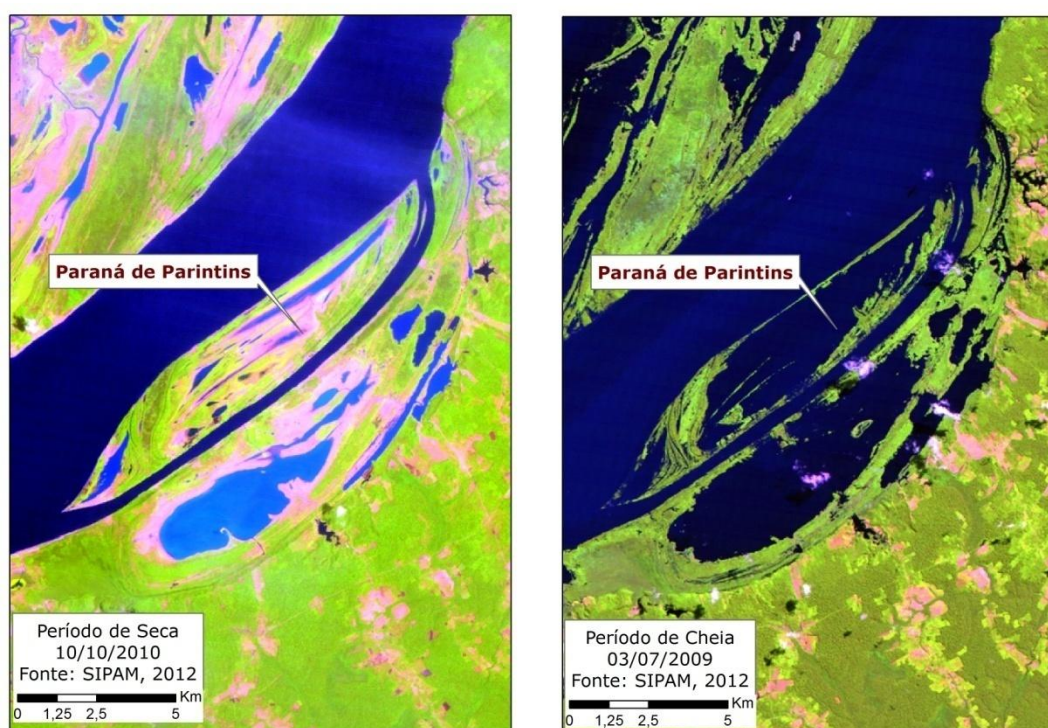 Paraná de Parintins
Período de Seca
10/10/2010
Fonte: SIPAM, 2012
Km
0 1,25 2,5 5
Paraná de Parintins
Período de Cheia
03/07/2009
Fonte: SIPAM, 2012
Km
0 1,25 2,5 5